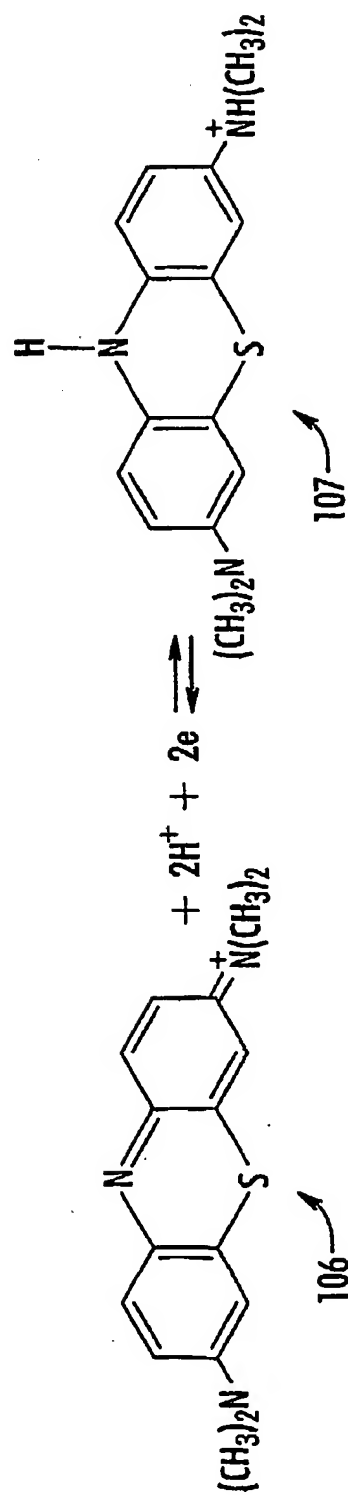 N
S
(CH₃)₂N
⁺N(CH₃)₂
106
+ 2H⁺ + 2e ⇌
H
N
S
(CH₃)₂N
⁺NH(CH₃)₂
107